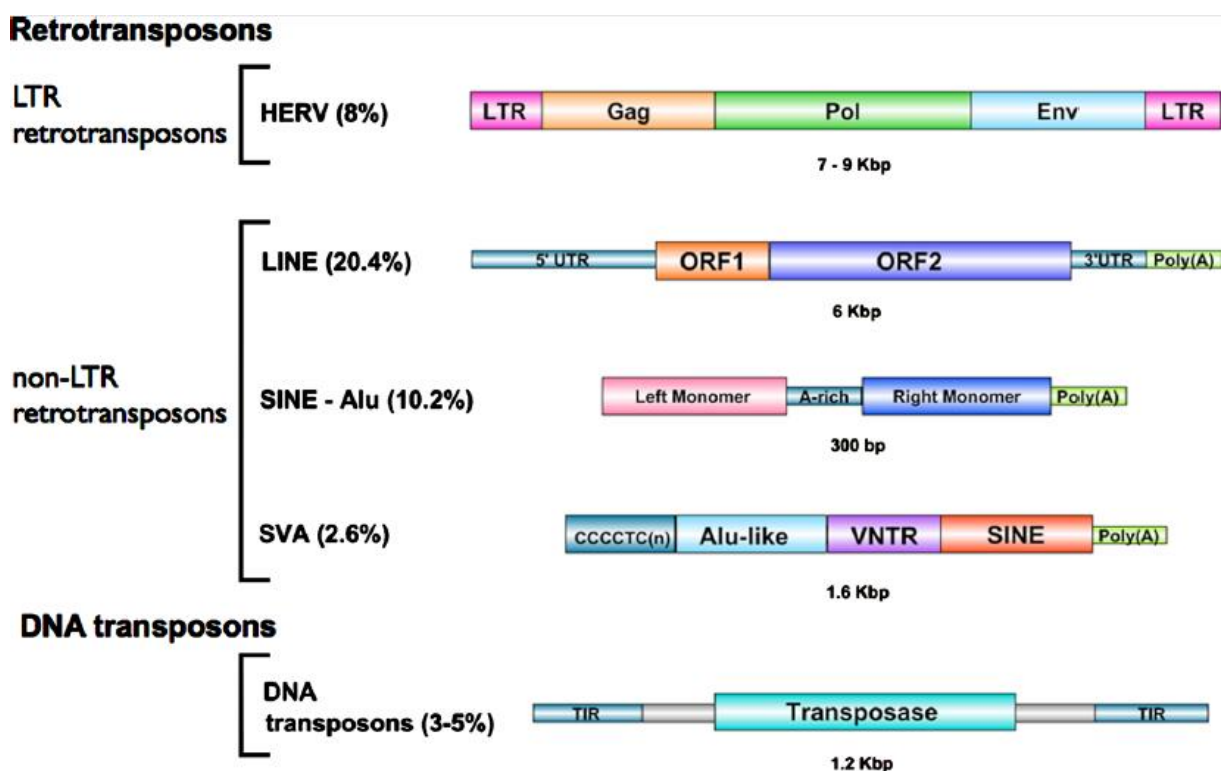 Retrotransposons
LTR
retrotransposons
HERV (8%)
LTR Gag Pol Env LTR
7 - 9 Kbp
non-LTR
retrotransposons
LINE (20.4%)
5' UTR ORF1 ORF2 3'UTR Poly(A)
6 Kbp
SINE - Alu (10.2%)
Left Monomer A-rich Right Monomer Poly(A)
300 bp
SVA (2.6%)
CCCCTC(n) Alu-like VNTR SINE Poly(A)
1.6 Kbp
DNA transposons
DNA
transposons (3-5%)
TIR Transposase TIR
1.2 Kbp